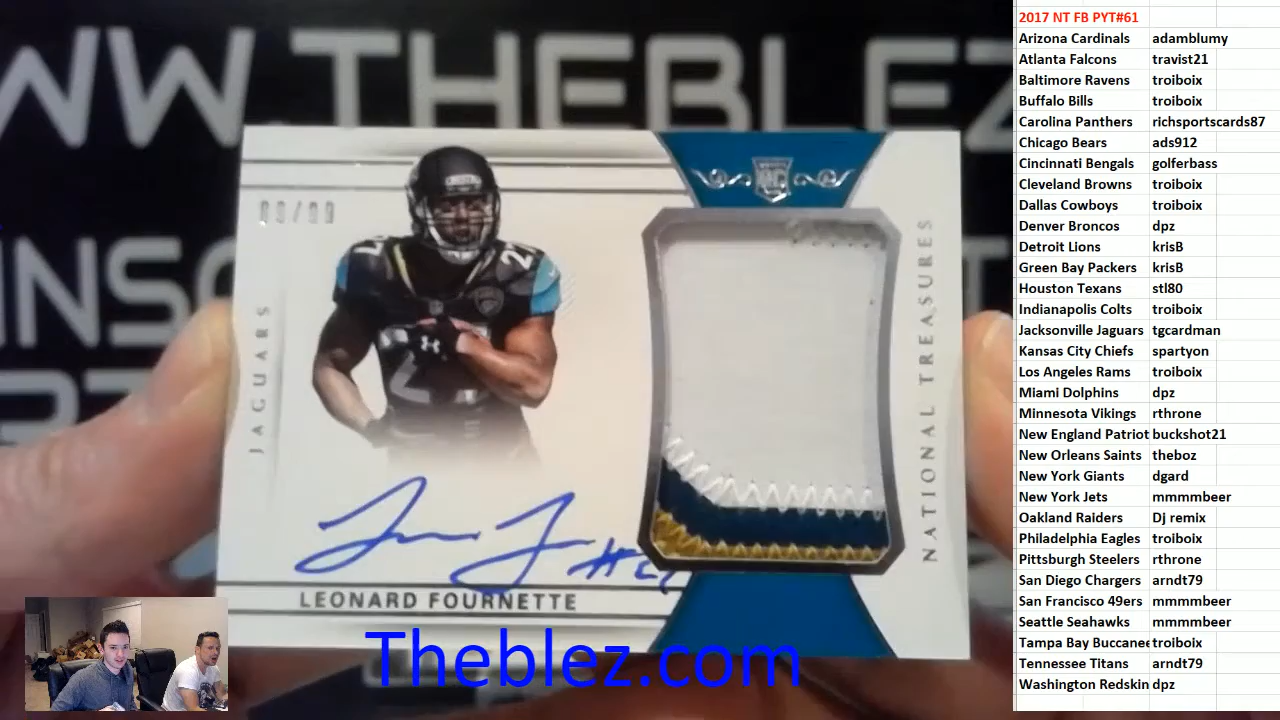 WW.THEBLEZ
INSC
RT
JAGUARS
NATIONAL TREASURES
RC
LEONARD FOURNETTE
Theblez.com
2017 NT FB PYT#61
Arizona Cardinals adamblumy
Atlanta Falcons travist21
Baltimore Ravens troiboix
Buffalo Bills troiboix
Carolina Panthers richsportscards87
Chicago Bears ads912
Cincinnati Bengals golferbass
Cleveland Browns troiboix
Dallas Cowboys troiboix
Denver Broncos dpz
Detroit Lions krisB
Green Bay Packers krisB
Houston Texans stl80
Indianapolis Colts troiboix
Jacksonville Jaguars tgcardman
Kansas City Chiefs spartyon
Los Angeles Rams troiboix
Miami Dolphins dpz
Minnesota Vikings rthrone
New England Patriot buckshot21
New Orleans Saints theboz
New York Giants dgard
New York Jets mmmmbeer
Oakland Raiders Dj remix
Philadelphia Eagles troiboix
Pittsburgh Steelers rthrone
San Diego Chargers arndt79
San Francisco 49ers mmmmbeer
Seattle Seahawks mmmmbeer
Tampa Bay Buccanee troiboix
Tennessee Titans arndt79
Washington Redskin dpz